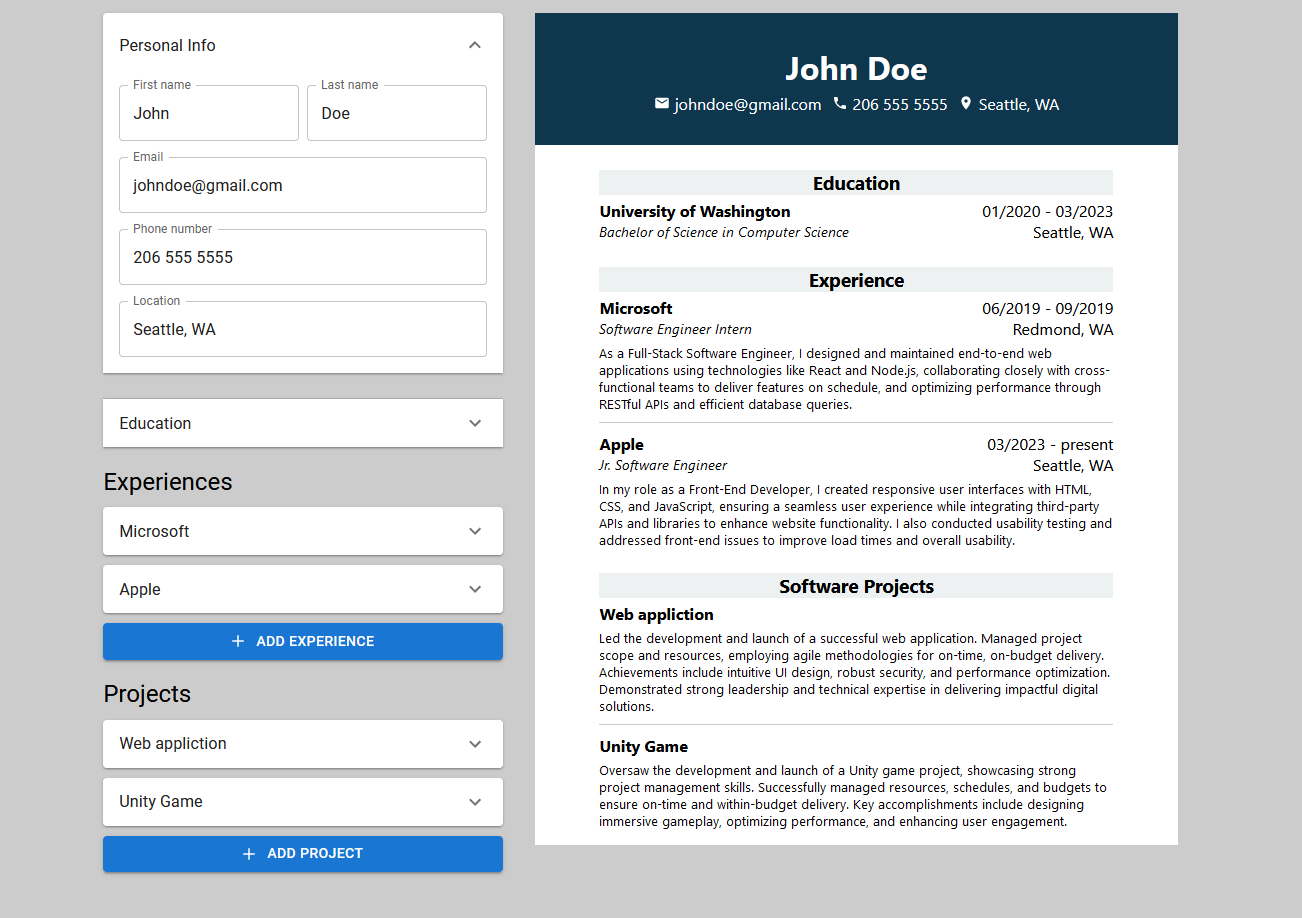 Personal Info
First name
John
Last name
Doe
Email
johndoe@gmail.com
Phone number
206 555 5555
Location
Seattle, WA
Education
Experiences
Microsoft
Apple
ADD EXPERIENCE
Projects
Web appliction
Unity Game
ADD PROJECT
John Doe
johndoe@gmail.com 206 555 5555 Seattle, WA
Education
University of Washington 01/2020 - 03/2023
Bachelor of Science in Computer Science Seattle, WA
Experience
Microsoft 06/2019 - 09/2019
Software Engineer Intern Redmond, WA
As a Full-Stack Software Engineer, I designed and maintained end-to-end web
applications using technologies like React and Node.js, collaborating closely with cross-
functional teams to deliver features on schedule, and optimizing performance through
RESTful APIs and efficient database queries.
Apple 03/2023 - present
Jr. Software Engineer Seattle, WA
In my role as a Front-End Developer, I created responsive user interfaces with HTML,
CSS, and JavaScript, ensuring a seamless user experience while integrating third-party
APIs and libraries to enhance website functionality. I also conducted usability testing and
addressed front-end issues to improve load times and overall usability.
Software Projects
Web appliction
Led the development and launch of a successful web application. Managed project
scope and resources, employing agile methodologies for on-time, on-budget delivery.
Achievements include intuitive UI design, robust security, and performance optimization.
Demonstrated strong leadership and technical expertise in delivering impactful digital
solutions.
Unity Game
Oversaw the development and launch of a Unity game project, showcasing strong
project management skills. Successfully managed resources, schedules, and budgets to
ensure on-time and within-budget delivery. Key accomplishments include designing
immersive gameplay, optimizing performance, and enhancing user engagement.